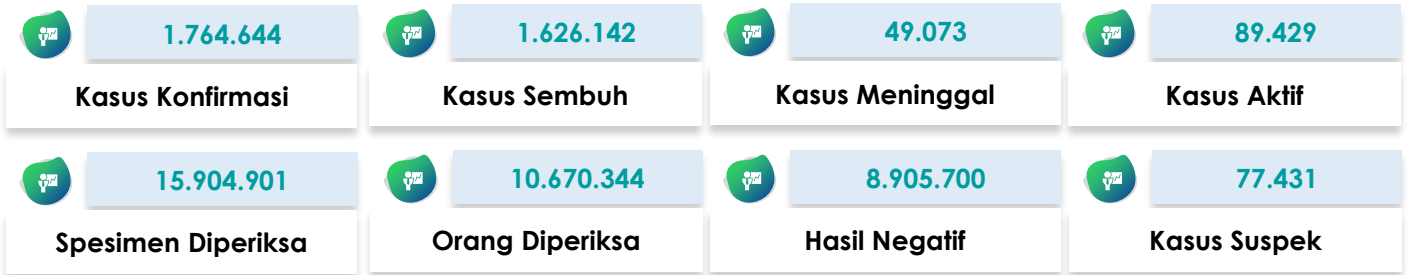 1.764.644
Kasus Konfirmasi
1.626.142
Kasus Sembuh
49.073
Kasus Meninggal
89.429
Kasus Aktif
15.904.901
Spesimen Diperiksa
10.670.344
Orang Diperiksa
8.905.700
Hasil Negatif
77.431
Kasus Suspek